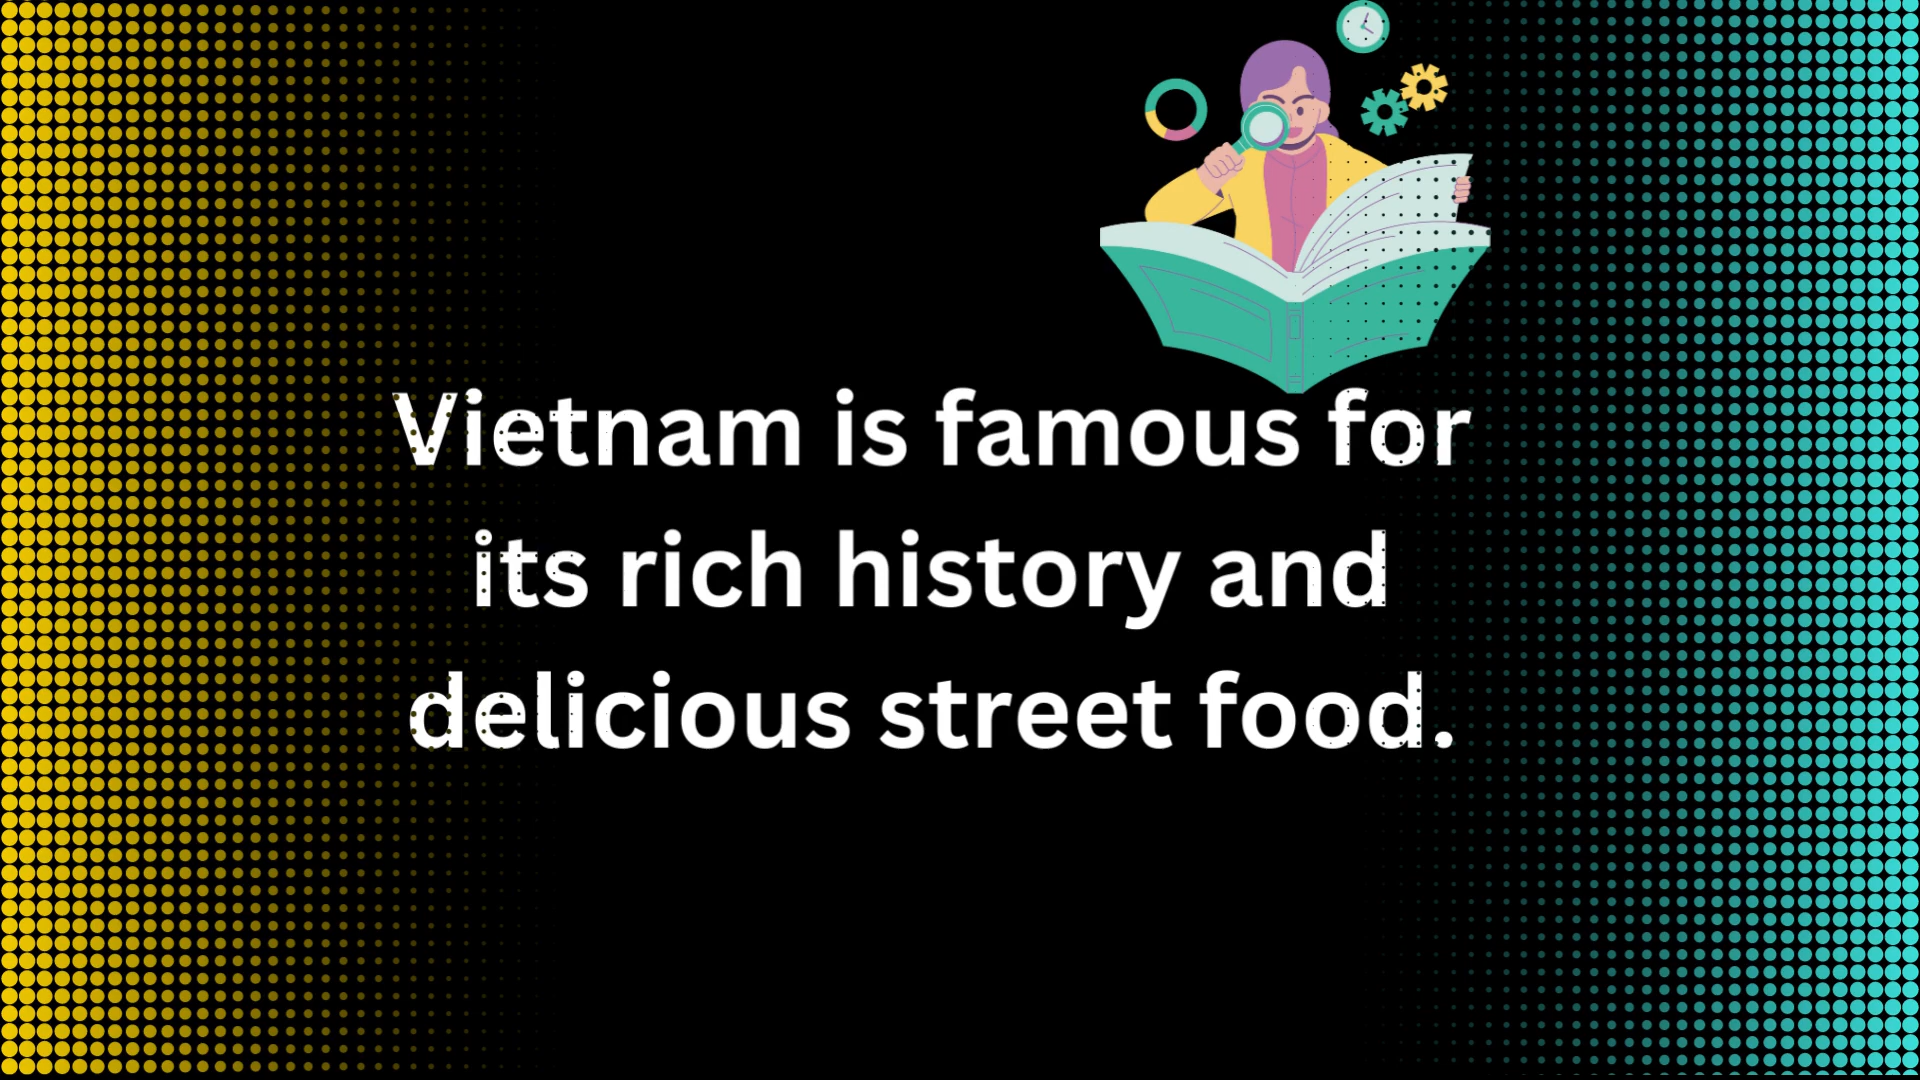 Vietnam is famous for
its rich history and
delicious street food.